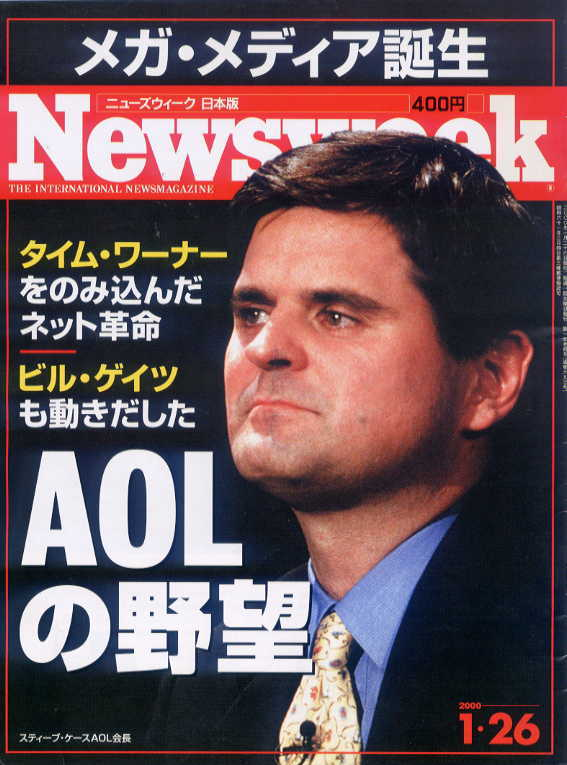 メガ・メディア誕生
ニューズウィーク 日本版
400円
Newsweek
THE INTERNATIONAL NEWSMAGAZINE
タイム・ワーナー
をのみ込んだ
ネット革命
ビル・ゲイツ
も動きだした
AOL
の野望
スティーブ・ケースAOL会長
2000
1・26